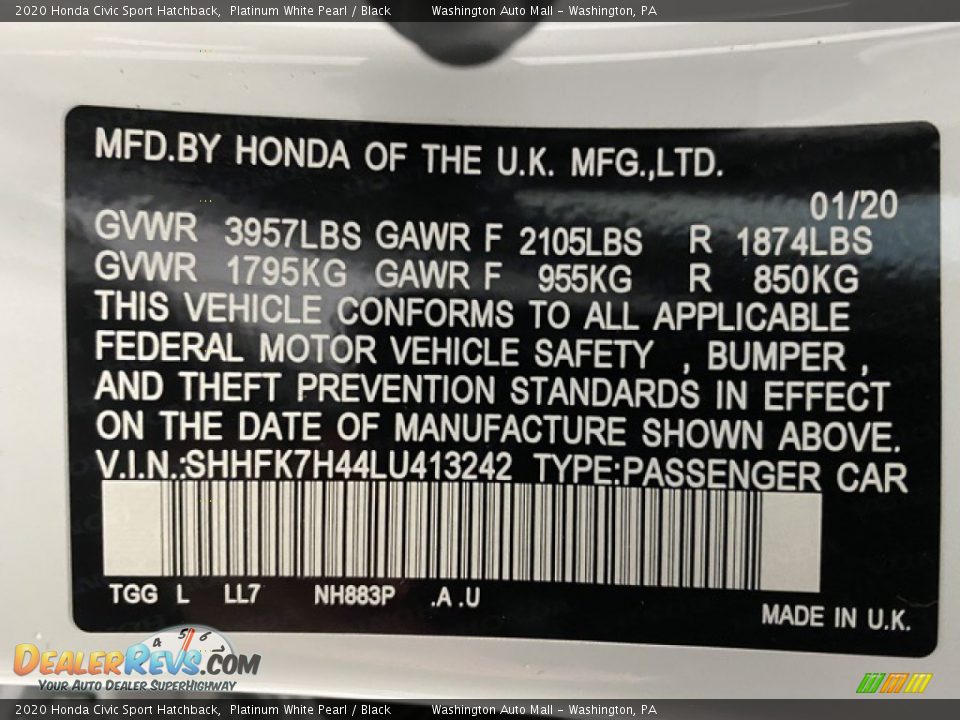 2020 Honda Civic Sport Hatchback, Platinum White Pearl / Black Washington Auto Mall - Washington, PA
MFD.BY HONDA OF THE U.K. MFG.,LTD.
01/'20
GVWR 3957LBS GAWR F 2105LBS R 1874LBS
GVWR 1795KG GAWR F 955KG R 850KG
THIS VEHICLE CONFORMS TO ALL APPLICABLE
FEDERAL MOTOR VEHICLE SAFETY , BUMPER ,
AND THEFT PREVENTION STANDARDS IN EFFECT
ON THE DATE OF MANUFACTURE SHOWN ABOVE.
V.I.N.:SHHFK7H44LU413242 TYPE:PASSENGER CAR
TGG L LL7 NH883P .A .U
MADE IN U.K.
4 5 6
DEALERREVS.COM
YOUR AUTO DEALER SUPERHIGHWAY
2020 Honda Civic Sport Hatchback, Platinum White Pearl / Black Washington Auto Mall - Washington, PA